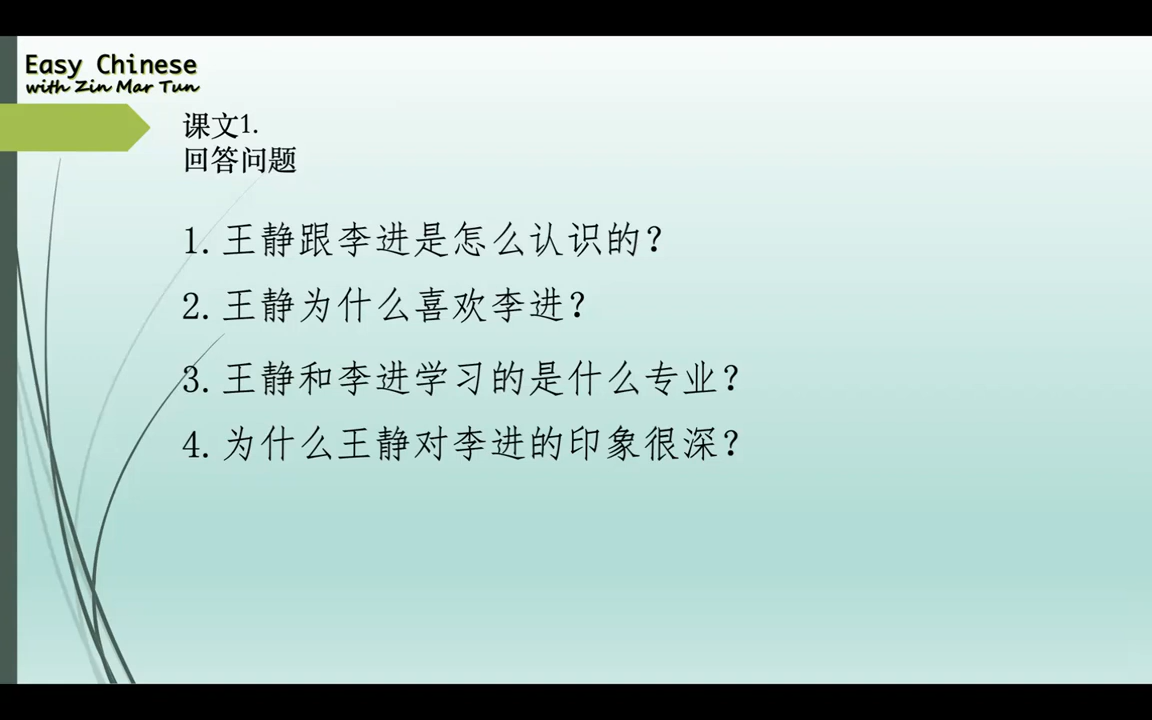 Easy Chinese
with Zin Mar Tun
课文1.
回答问题
1.王静跟李进是怎么认识的？
2.王静为什么喜欢李进？
3.王静和李进学习的是什么专业？
4.为什么王静对李进的印象很深？